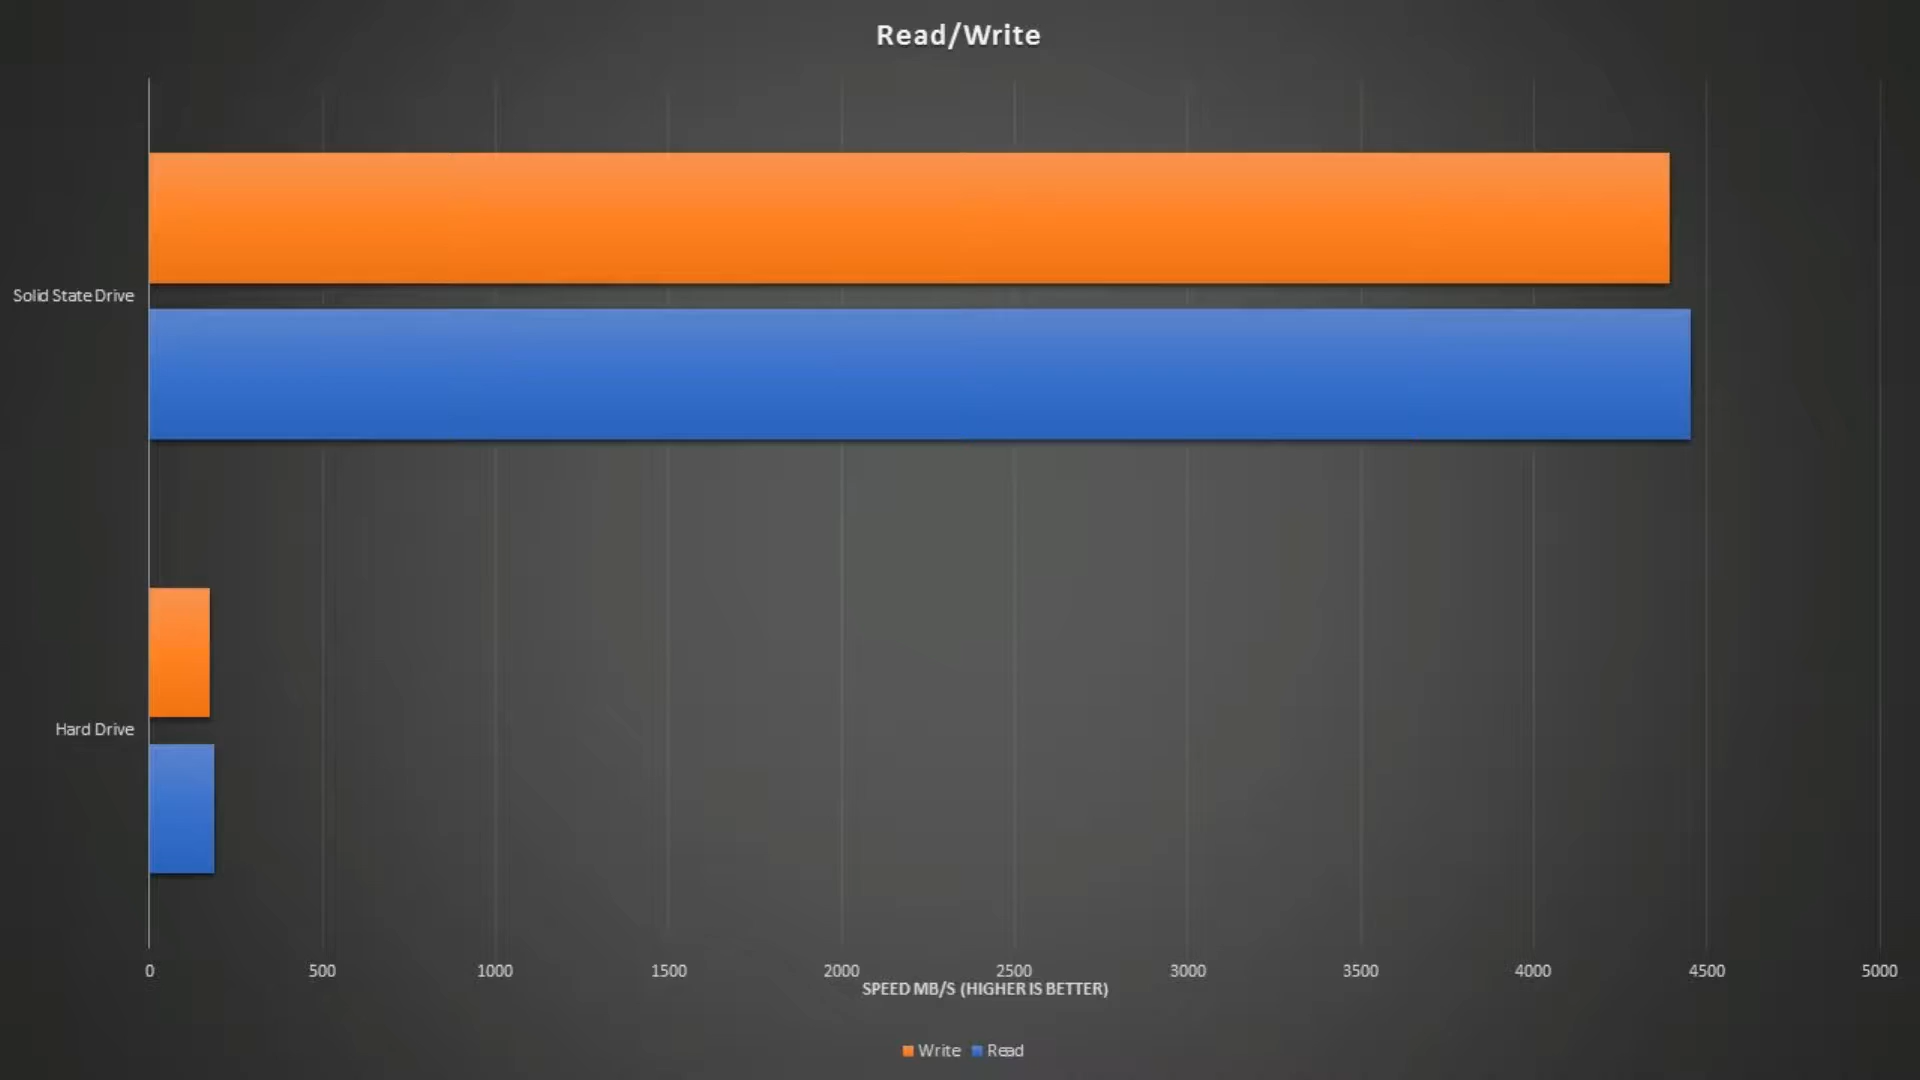 Read/Write
Solid State Drive
Hard Drive
0 500 1000 1500 2000 2500 3000 3500 4000 4500 5000
SPEED MB/S (HIGHER IS BETTER)
Write Read